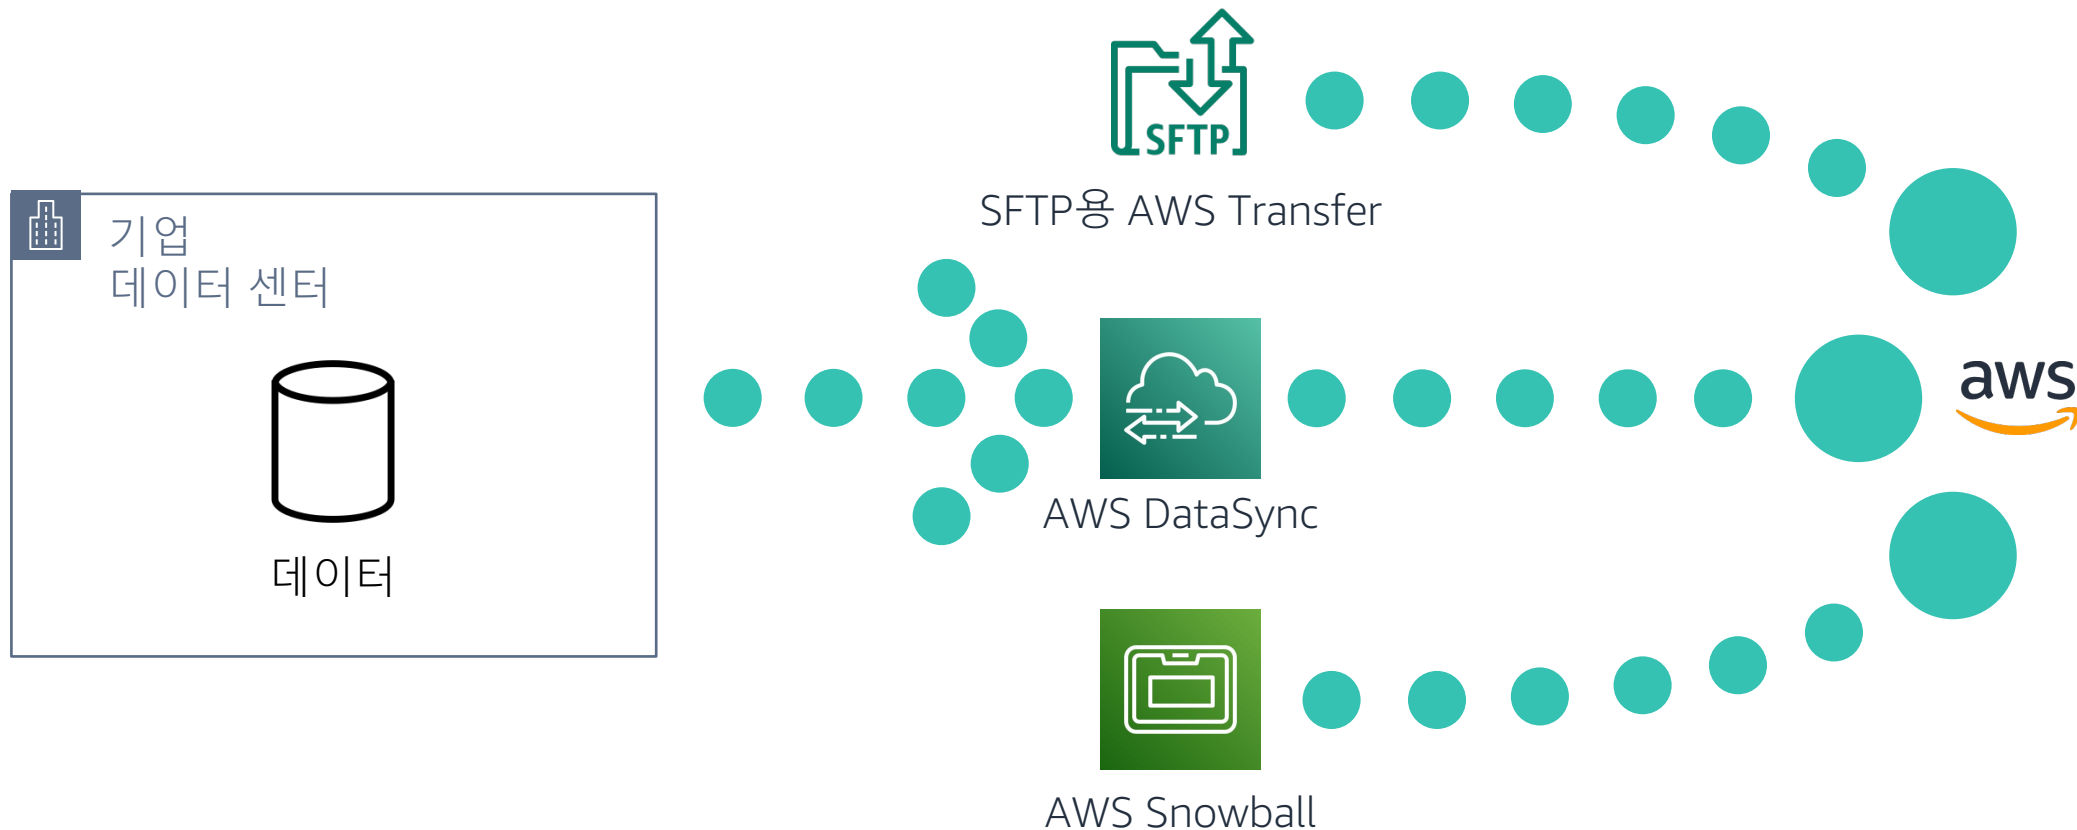 SFTP
SFTP용 AWS Transfer
기업
데이터 센터
데이터
AWS DataSync
aws
AWS Snowball